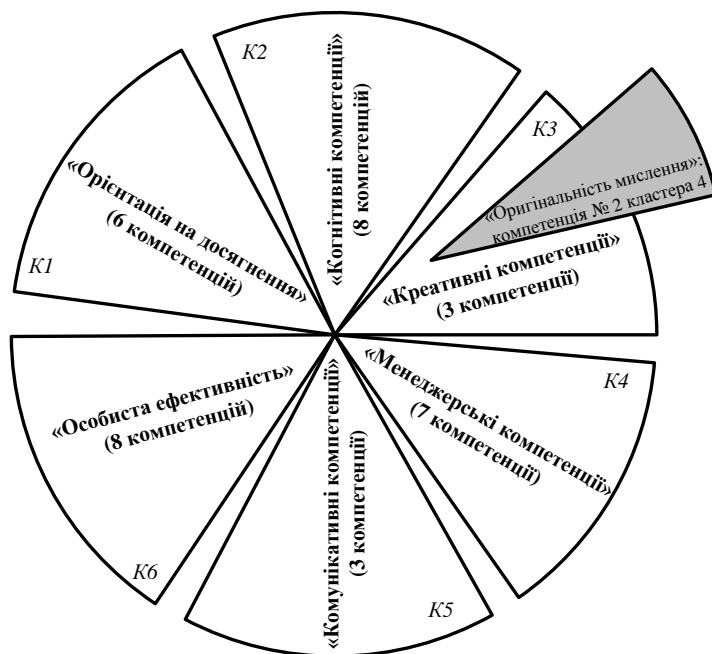 К1
«Орієнтація на досягнення»
(6 компетенцій)
К2
«Когнітивні компетенції»
(8 компетенцій)
К3
«Оригінальність мислення»:
компетенція № 2 кластера 4
«Креативні компетенції»
(3 компетенції)
К4
«Менеджерські компетенції»
(7 компетенції)
К5
«Комунікативні компетенції»
(3 компетенції)
К6
«Особиста ефективність»
(8 компетенцій)